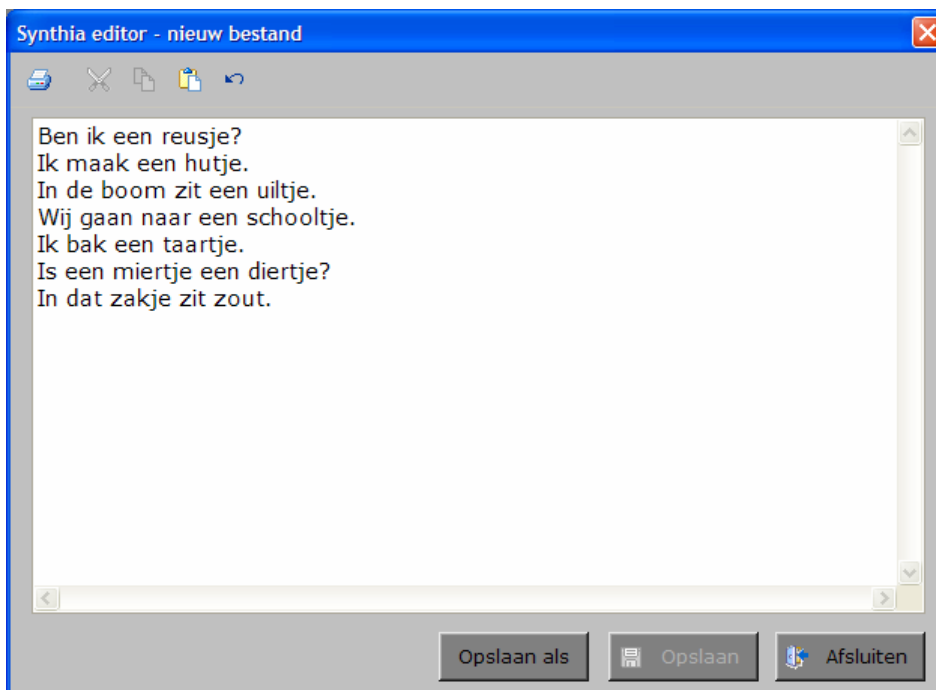 Synthia editor - nieuw bestand
Ben ik een reusje?
Ik maak een hutje.
In de boom zit een uiltje.
Wij gaan naar een schooltje.
Ik bak een taartje.
Is een miertje een diertje?
In dat zakje zit zout.
Opslaan als
Opslaan
Afsluiten